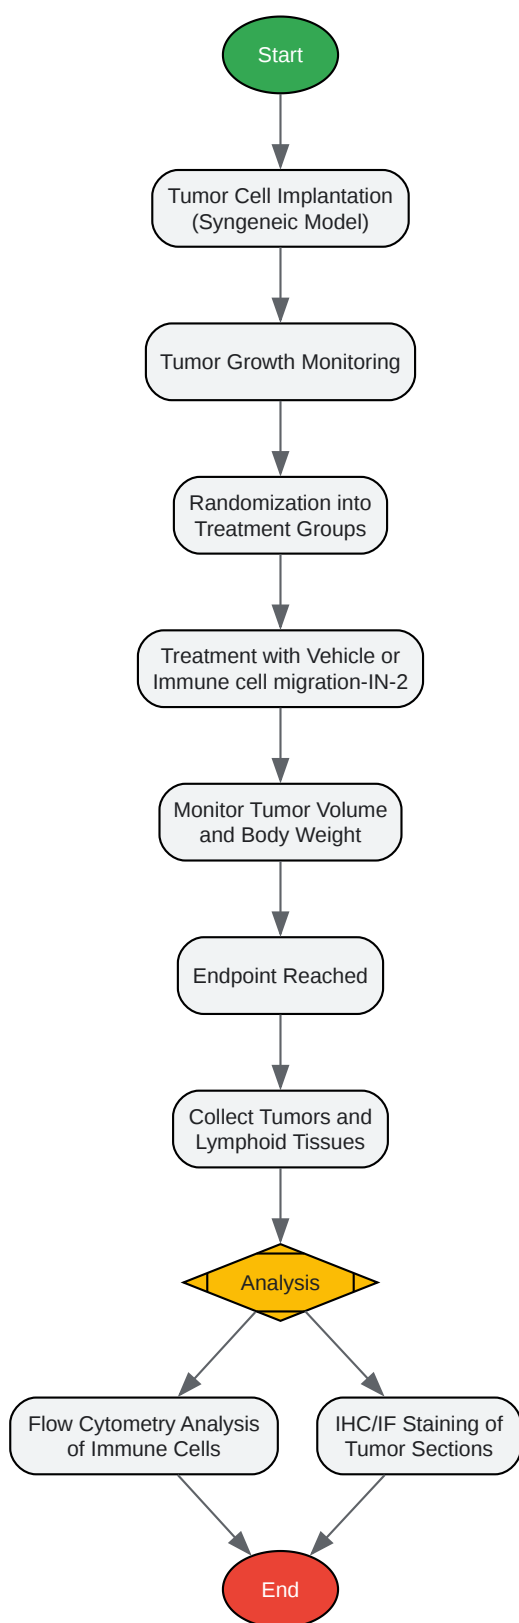 Start
Tumor Cell Implantation
(Syngeneic Model)
Tumor Growth Monitoring
Randomization into
Treatment Groups
Treatment with Vehicle or
Immune cell migration-IN-2
Monitor Tumor Volume
and Body Weight
Endpoint Reached
Collect Tumors and
Lymphoid Tissues
Analysis
Flow Cytometry Analysis
of Immune Cells
IHC/IF Staining of
Tumor Sections
End